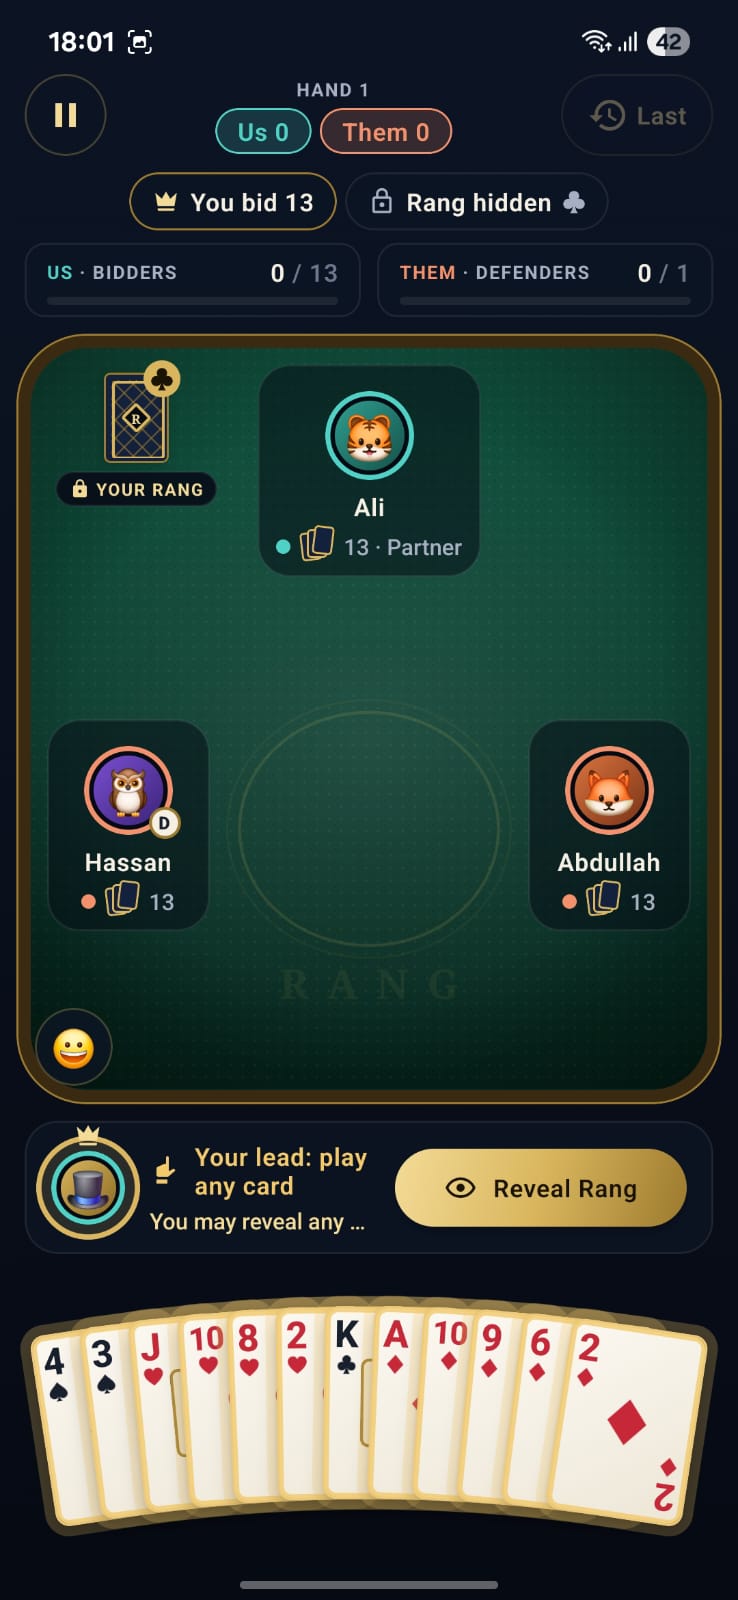 18:01 42
HAND 1
Us 0 Them 0 Last
You bid 13 Rang hidden ♣
US · BIDDERS 0 / 13 THEM · DEFENDERS 0 / 1
R
YOUR RANG
Ali
13 · Partner
D
Hassan Abdullah
13 13
RANG
Your lead: play
any card
You may reveal any ...
Reveal Rang
4♠ 3♠ J♥ 10♥ 8♥ 2♥ K♣ A♦ 10♦ 9♦ 6♦ 2♦
2♦